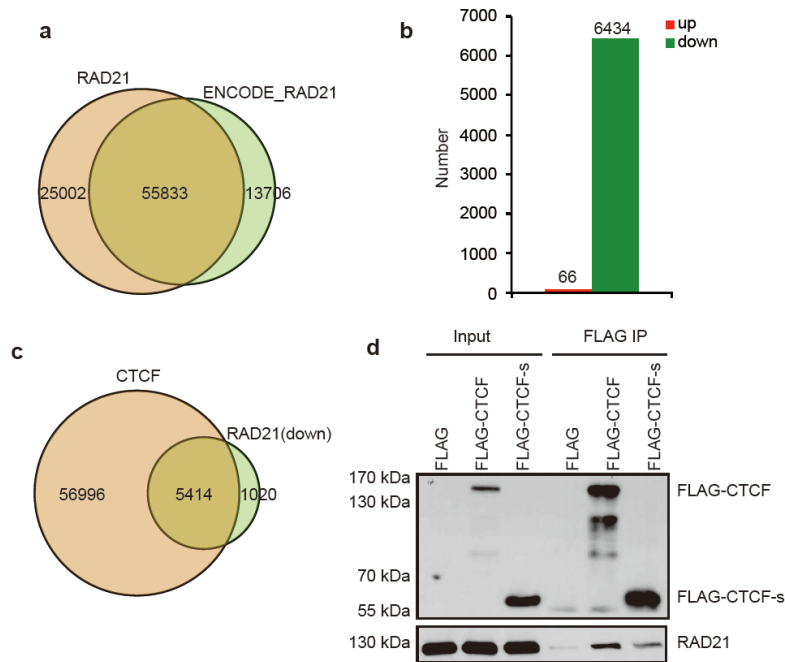 a
RAD21
ENCODE_RAD21
25002
55833
13706
b
7000
6000
5000
4000
3000
2000
1000
0
Number
66
6434
up
down
c
CTCF
RAD21(down)
56996
5414
1020
d
Input
FLAG IP
FLAG
FLAG-CTCF
FLAG-CTCF-s
FLAG
FLAG-CTCF
FLAG-CTCF-s
170 kDa
130 kDa
70 kDa
55 kDa
130 kDa
FLAG-CTCF
FLAG-CTCF-s
RAD21